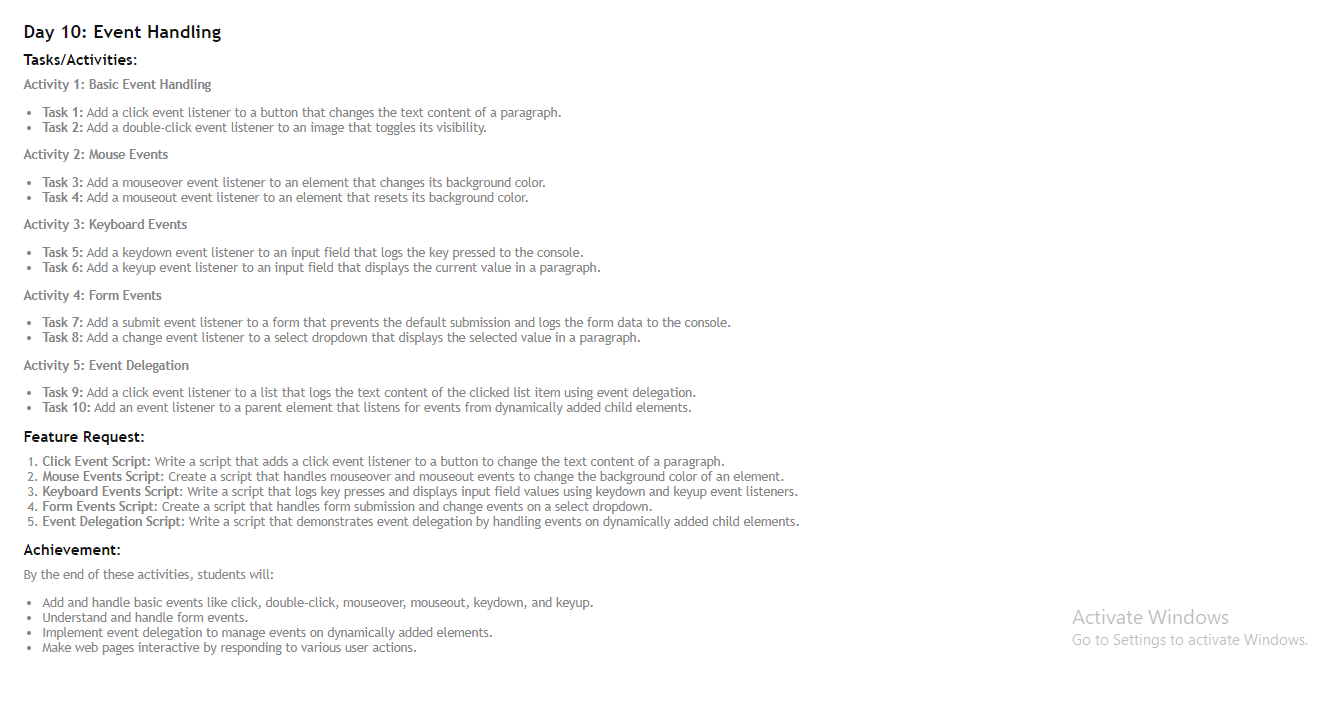 Day 10: Event Handling
Tasks/Activities:
Activity 1: Basic Event Handling
• Task 1: Add a click event listener to a button that changes the text content of a paragraph.
• Task 2: Add a double-click event listener to an image that toggles its visibility.
Activity 2: Mouse Events
• Task 3: Add a mouseover event listener to an element that changes its background color.
• Task 4: Add a mouseout event listener to an element that resets its background color.
Activity 3: Keyboard Events
• Task 5: Add a keydown event listener to an input field that logs the key pressed to the console.
• Task 6: Add a keyup event listener to an input field that displays the current value in a paragraph.
Activity 4: Form Events
• Task 7: Add a submit event listener to a form that prevents the default submission and logs the form data to the console.
• Task 8: Add a change event listener to a select dropdown that displays the selected value in a paragraph.
Activity 5: Event Delegation
• Task 9: Add a click event listener to a list that logs the text content of the clicked list item using event delegation.
• Task 10: Add an event listener to a parent element that listens for events from dynamically added child elements.
Feature Request:
1. Click Event Script: Write a script that adds a click event listener to a button to change the text content of a paragraph.
2. Mouse Events Script: Create a script that handles mouseover and mouseout events to change the background color of an element.
3. Keyboard Events Script: Write a script that logs key presses and displays input field values using keydown and keyup event listeners.
4. Form Events Script: Create a script that handles form submission and change events on a select dropdown.
5. Event Delegation Script: Write a script that demonstrates event delegation by handling events on dynamically added child elements.
Achievement:
By the end of these activities, students will:
• Add and handle basic events like click, double-click, mouseover, mouseout, keydown, and keyup.
• Understand and handle form events.
• Implement event delegation to manage events on dynamically added elements.
• Make web pages interactive by responding to various user actions.
Activate Windows
Go to Settings to activate Windows.